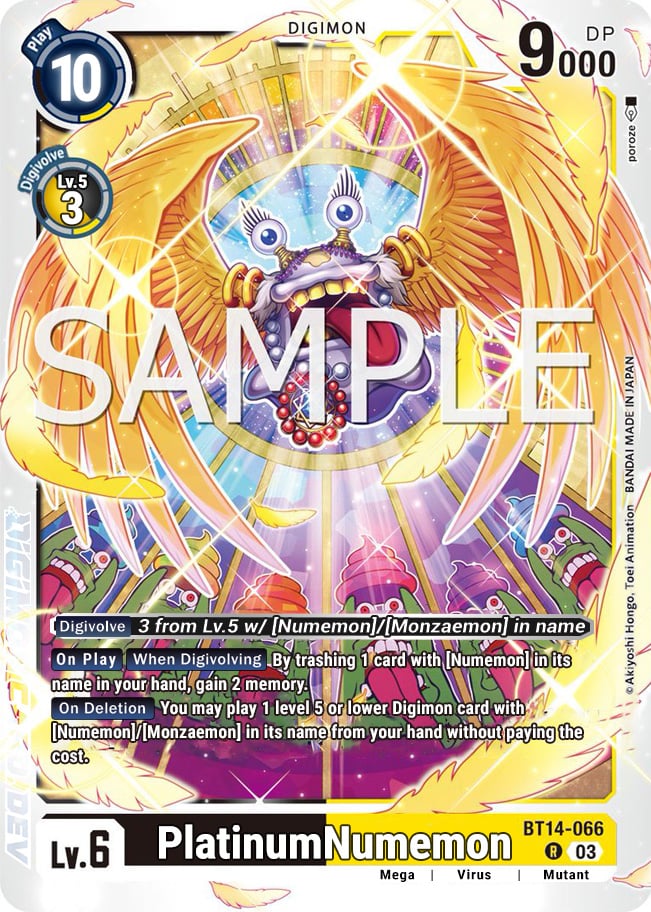 DIGIMON
Play
10
9000
DP
poroze
Digivolve
Lv.5
3
SAMPLE
©Akiyoshi Hongo, Toei Animation BANDAI MADE IN JAPAN
Digivolve 3 from Lv.5 w/ [Numemon]/[Monzaemon] in name
On Play When Digivolving By trashing 1 card with [Numemon] in its
name in your hand, gain 2 memory.
On Deletion You may play 1 level 5 or lower Digimon card with
[Numemon]/[Monzaemon] in its name from your hand without paying the
cost.
Lv.6
PlatinumNumemon
BT14-066
R 03
Mega | Virus | Mutant